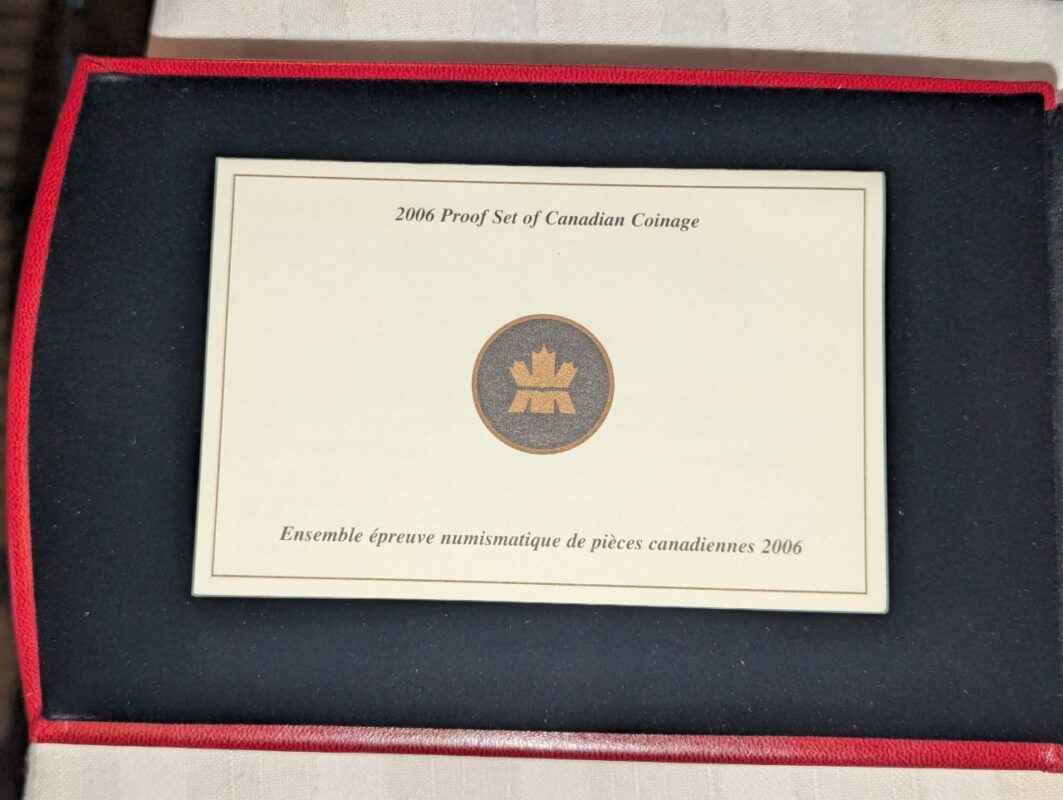 2006 Proof Set of Canadian Coinage
Ensemble épreuve numismatique de pièces canadiennes 2006